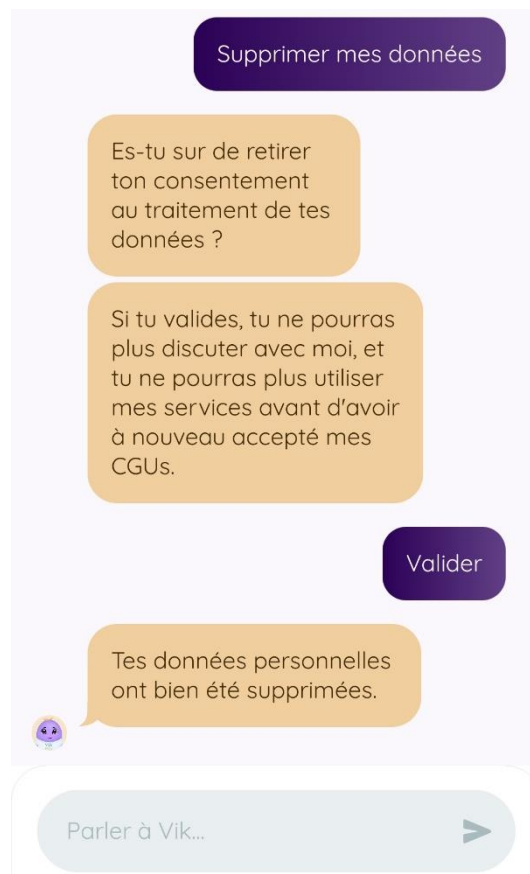 Supprimer mes données
Es-tu sur de retirer
ton consentement
au traitement de tes
données ?
Si tu valides, tu ne pourras
plus discuter avec moi, et
tu ne pourras plus utiliser
mes services avant d'avoir
à nouveau accepté mes
CGUs.
Valider
Tes données personnelles
ont bien été supprimées.
Parler à Vik...